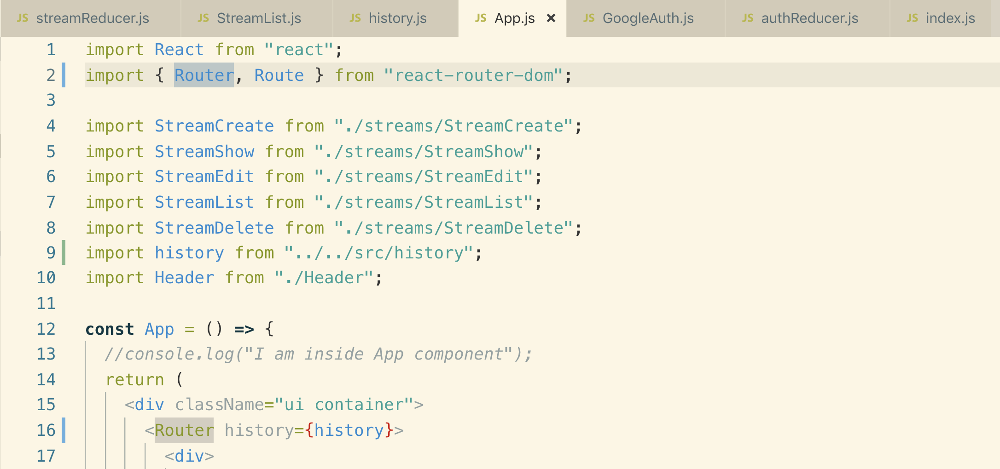 JS streamReducer.js JS StreamList.js JS history.js JS App.js × JS GoogleAuth.js JS authReducer.js JS index.js
1 import React from "react";
2 import { Router, Route } from "react-router-dom";
3
4 import StreamCreate from "./streams/StreamCreate";
5 import StreamShow from "./streams/StreamShow";
6 import StreamEdit from "./streams/StreamEdit";
7 import StreamList from "./streams/StreamList";
8 import StreamDelete from "./streams/StreamDelete";
9 import history from "../../src/history";
10 import Header from "./Header";
11
12 const App = () => {
13 //console.log("I am inside App component");
14 return (
15 <div className="ui container">
16 <Router history={history}>
17 <div>